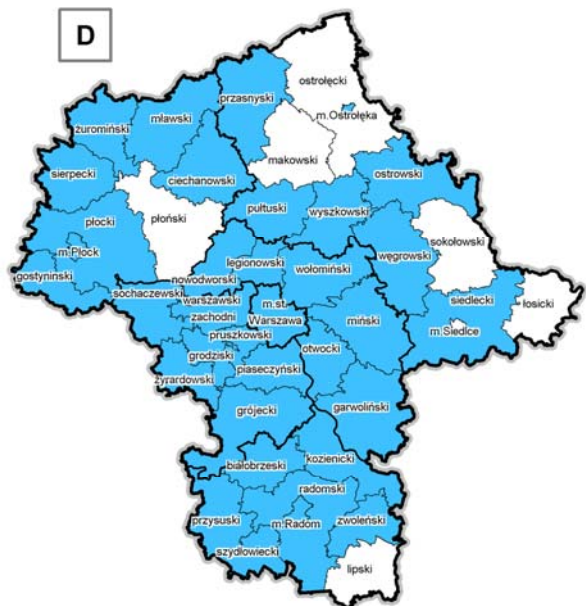 D
ostrołęcki
przasnyski
m.Ostrołęka
mławski
żuromiński
makowski
sierpecki
ciechanowski
ostrowski
płocki
płoński
pułtuski
wyszkowski
sokołowski
m.Płock
legionowski
węgrowski
gostyniński
nowodworski
wołomiński
sochaczewski
warszawski
zachodni
m.st.
Warszawa
siedlecki
łosicki
miński
m.Siedlce
pruszkowski
otwocki
grodziski
piaseczyński
żyrardowski
garwoliński
grójecki
białobrzeski
kozienicki
radomski
przysuski
m.Radom
zwoleński
szydłowiecki
lipski